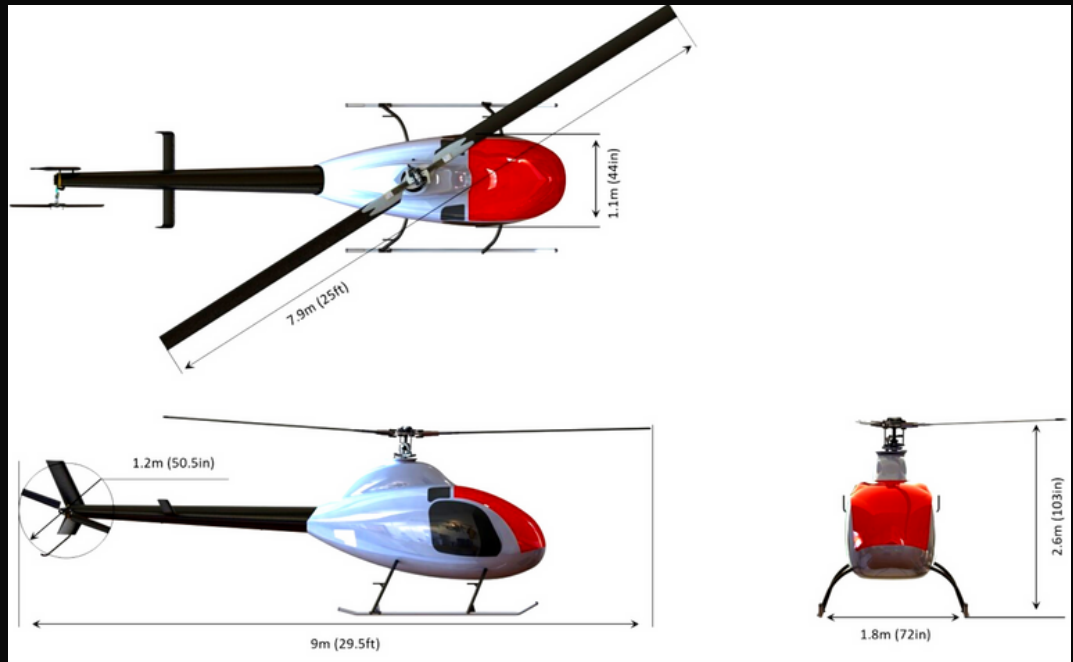 1.1m (44in)
7.9m (25ft)
1.2m (50.5in)
2.6m (103in)
1.8m (72in)
9m (29.5ft)